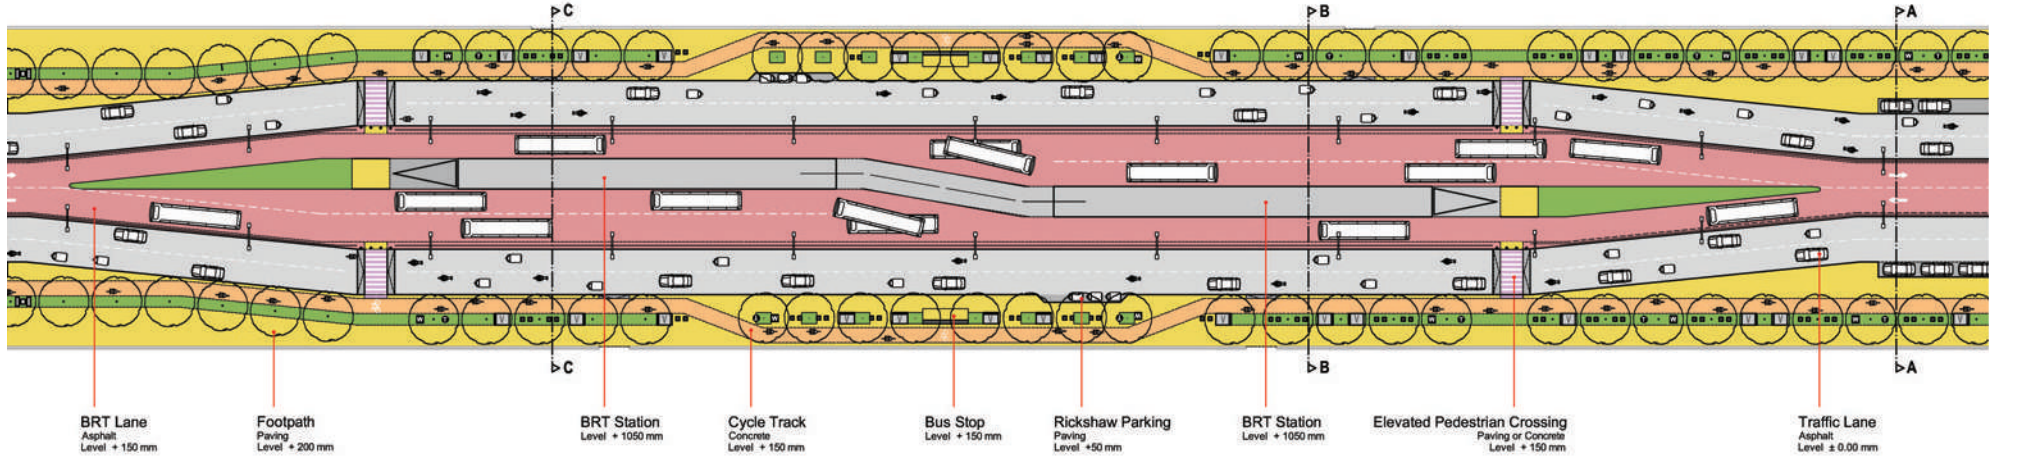 C
B
A
C
B
A
BRT Lane
Asphalt
Level + 150 mm
Footpath
Paving
Level + 200 mm
BRT Station
Level + 1050 mm
Cycle Track
Concrete
Level + 150 mm
Bus Stop
Level + 150 mm
Rickshaw Parking
Paving
Level +50 mm
BRT Station
Level + 1050 mm
Elevated Pedestrian Crossing
Paving or Concrete
Level + 150 mm
Traffic Lane
Asphalt
Level ± 0.00 mm